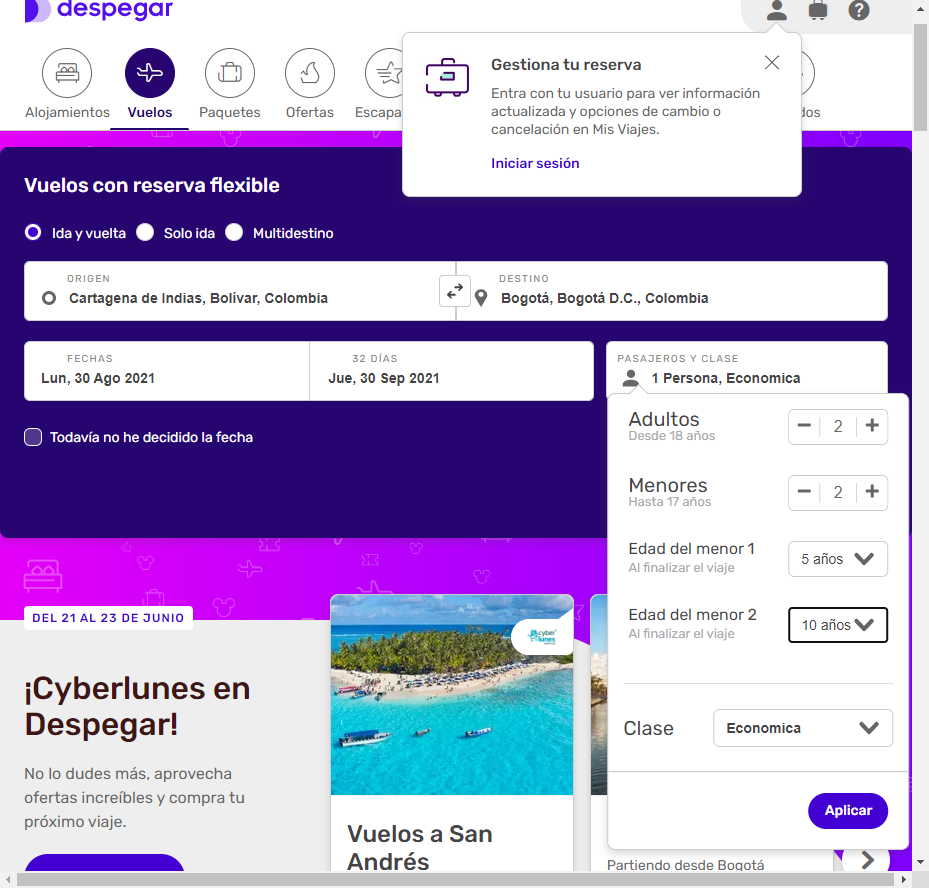 despegar
Alojamientos
Vuelos
Paquetes
Ofertas
Escapa
dos
Gestiona tu reserva
Entra con tu usuario para ver información
actualizada y opciones de cambio o
cancelación en Mis Viajes.
Iniciar sesión
Vuelos con reserva flexible
Ida y vuelta
Solo ida
Multidestino
ORIGEN
Cartagena de Indias, Bolívar, Colombia
DESTINO
Bogotá, Bogotá D.C., Colombia
FECHAS
Lun, 30 Ago 2021
32 DÍAS
Jue, 30 Sep 2021
PASAJEROS Y CLASE
1 Persona, Economica
Todavía no he decidido la fecha
Adultos
Desde 18 años
2
Menores
Hasta 17 años
2
Edad del menor 1
Al finalizar el viaje
5 años
Edad del menor 2
Al finalizar el viaje
10 años
Clase
Economica
Aplicar
DEL 21 AL 23 DE JUNIO
¡Cyberlunes en
Despegar!
No lo dudes más, aprovecha
ofertas increíbles y compra tu
próximo viaje.
cyber
lunes
Vuelos a San
Andrés
Partiendo desde Bogotá